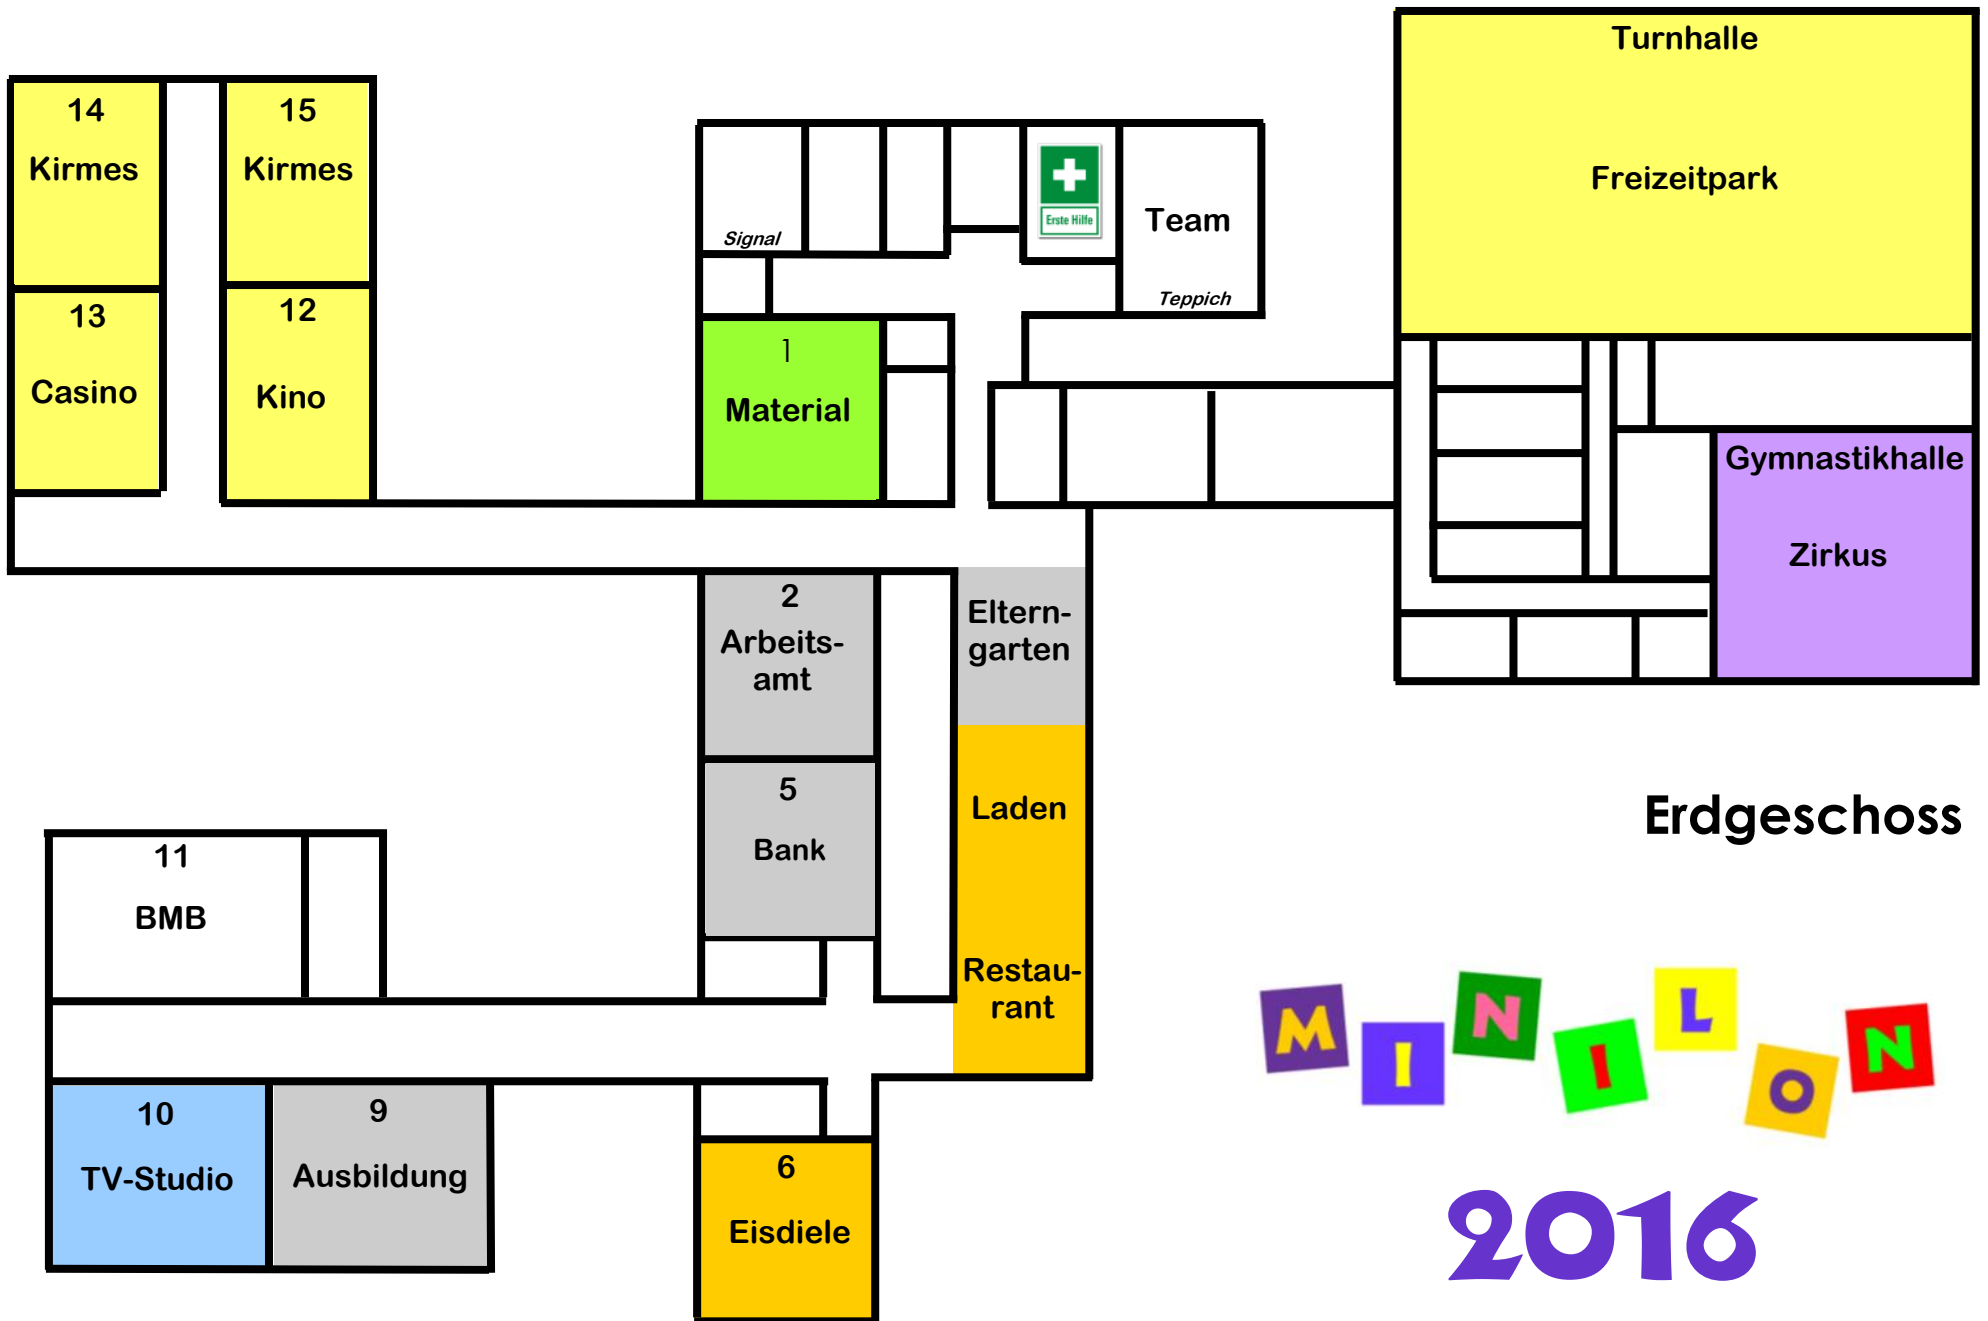 Turnhalle
Freizeitpark
14
Kirmes
15
Kirmes
13
Casino
12
Kino
Signal
Erste Hilfe
Team
Teppich
1
Material
Gymnastikhalle
Zirkus
2
Arbeits-
amt
Eltern-
garten
5
Bank
Laden
Restau-
rant
Erdgeschoss
11
BMB
10
TV-Studio
9
Ausbildung
6
Eisdiele
MINILON
2016